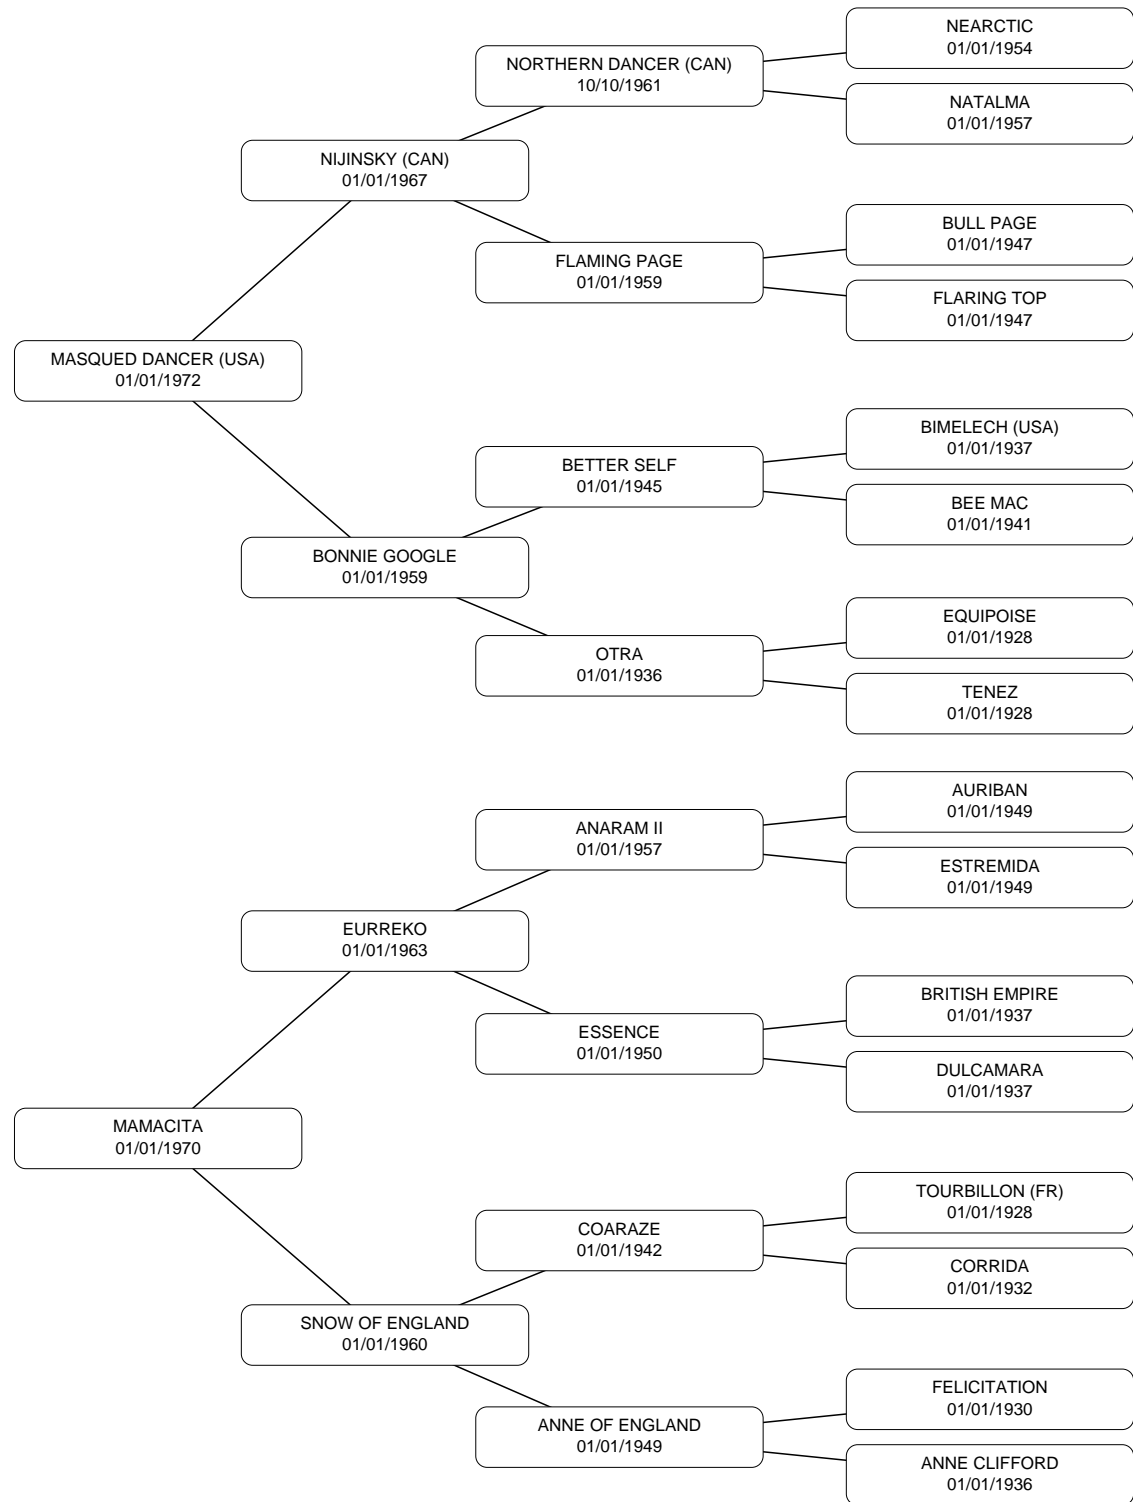 NEARCTIC
01/01/1954
NORTHERN DANCER (CAN)
10/10/1961
NATALMA
01/01/1957
NIJINSKY (CAN)
01/01/1967
BULL PAGE
01/01/1947
FLAMING PAGE
01/01/1959
FLARING TOP
01/01/1947
MASQUED DANCER (USA)
01/01/1972
BIMELECH (USA)
01/01/1937
BETTER SELF
01/01/1945
BEE MAC
01/01/1941
BONNIE GOOGLE
01/01/1959
EQUIPOISE
01/01/1928
OTRA
01/01/1936
TENEZ
01/01/1928
AURIBAN
01/01/1949
ANARAM II
01/01/1957
ESTREMIDA
01/01/1949
EURREKO
01/01/1963
BRITISH EMPIRE
01/01/1937
ESSENCE
01/01/1950
DULCAMARA
01/01/1937
MAMACITA
01/01/1970
TOURBILLON (FR)
01/01/1928
COARAZE
01/01/1942
CORRIDA
01/01/1932
SNOW OF ENGLAND
01/01/1960
FELICITATION
01/01/1930
ANNE OF ENGLAND
01/01/1949
ANNE CLIFFORD
01/01/1936